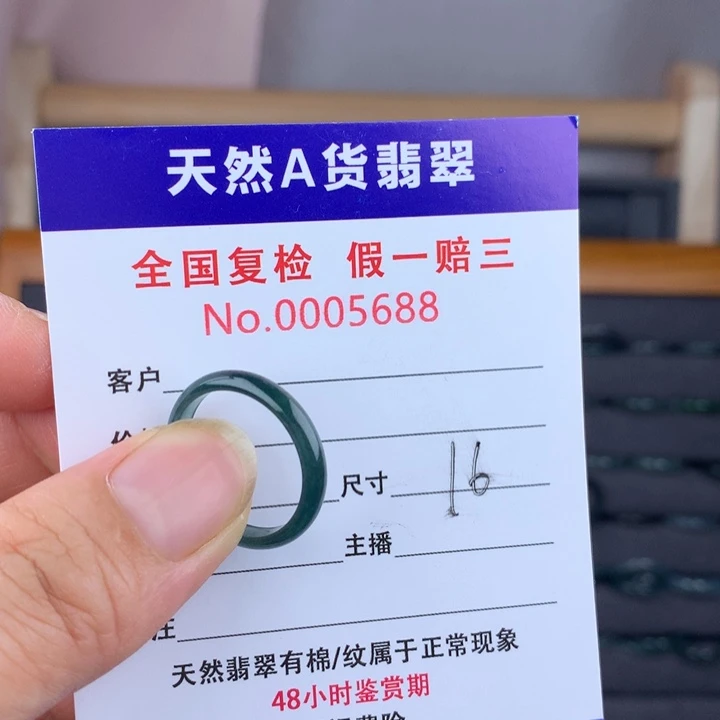 天然A货翡翠
全国复检 假一赔三
No.0005688
客户
尺寸 16
主播
注
天然翡翠有棉/纹属于正常现象
48小时鉴赏期